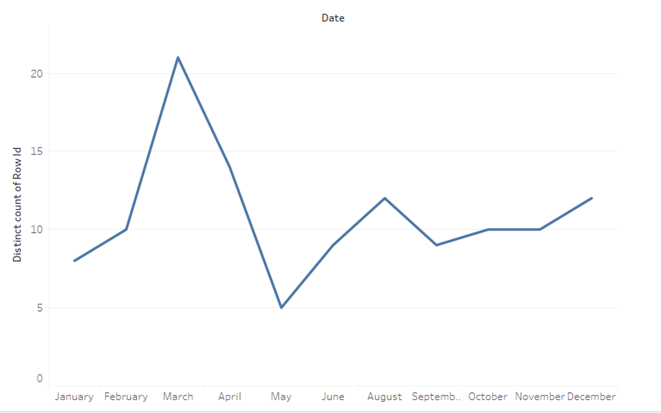 Date
Distinct count of Row Id
20
15
10
5
0
January February March April May June August Septemb.. October November December